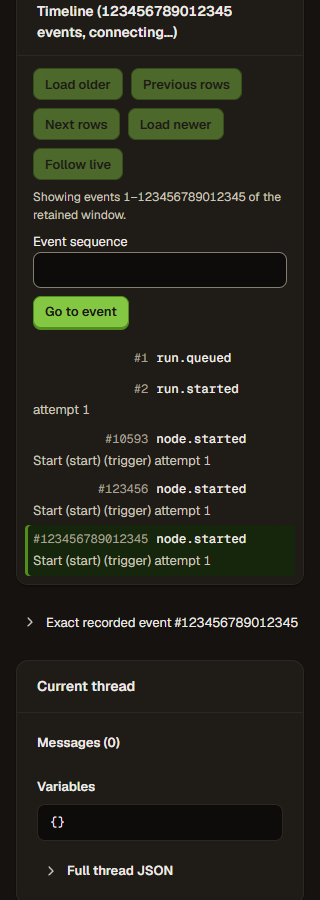 Timeline (123456789012345
events, connecting…)
Load older
Previous rows
Next rows
Load newer
Follow live
Showing events 1–123456789012345 of the
retained window.
Event sequence
Go to event
#1 run.queued
#2 run.started
attempt 1
#10593 node.started
Start (start) (trigger) attempt 1
#123456 node.started
Start (start) (trigger) attempt 1
#123456789012345 node.started
Start (start) (trigger) attempt 1
Exact recorded event #123456789012345
Current thread
Messages (0)
Variables
{}
Full thread JSON